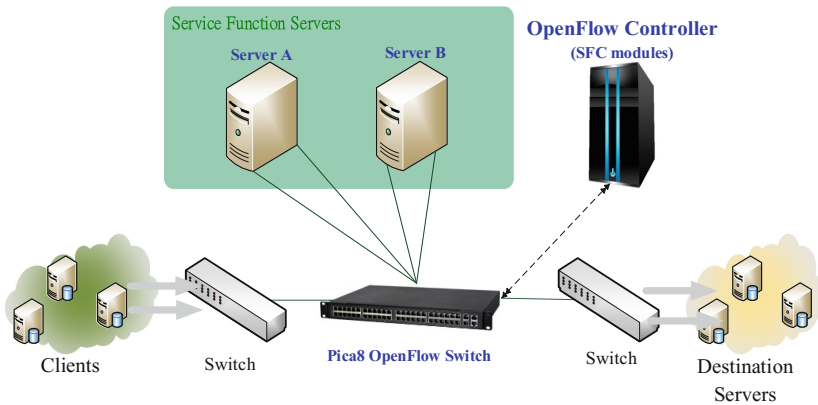 Service Function Servers
OpenFlow Controller
(SFC modules)
Server A
Server B
Clients
Switch
Pica8 OpenFlow Switch
Switch
Destination
Servers